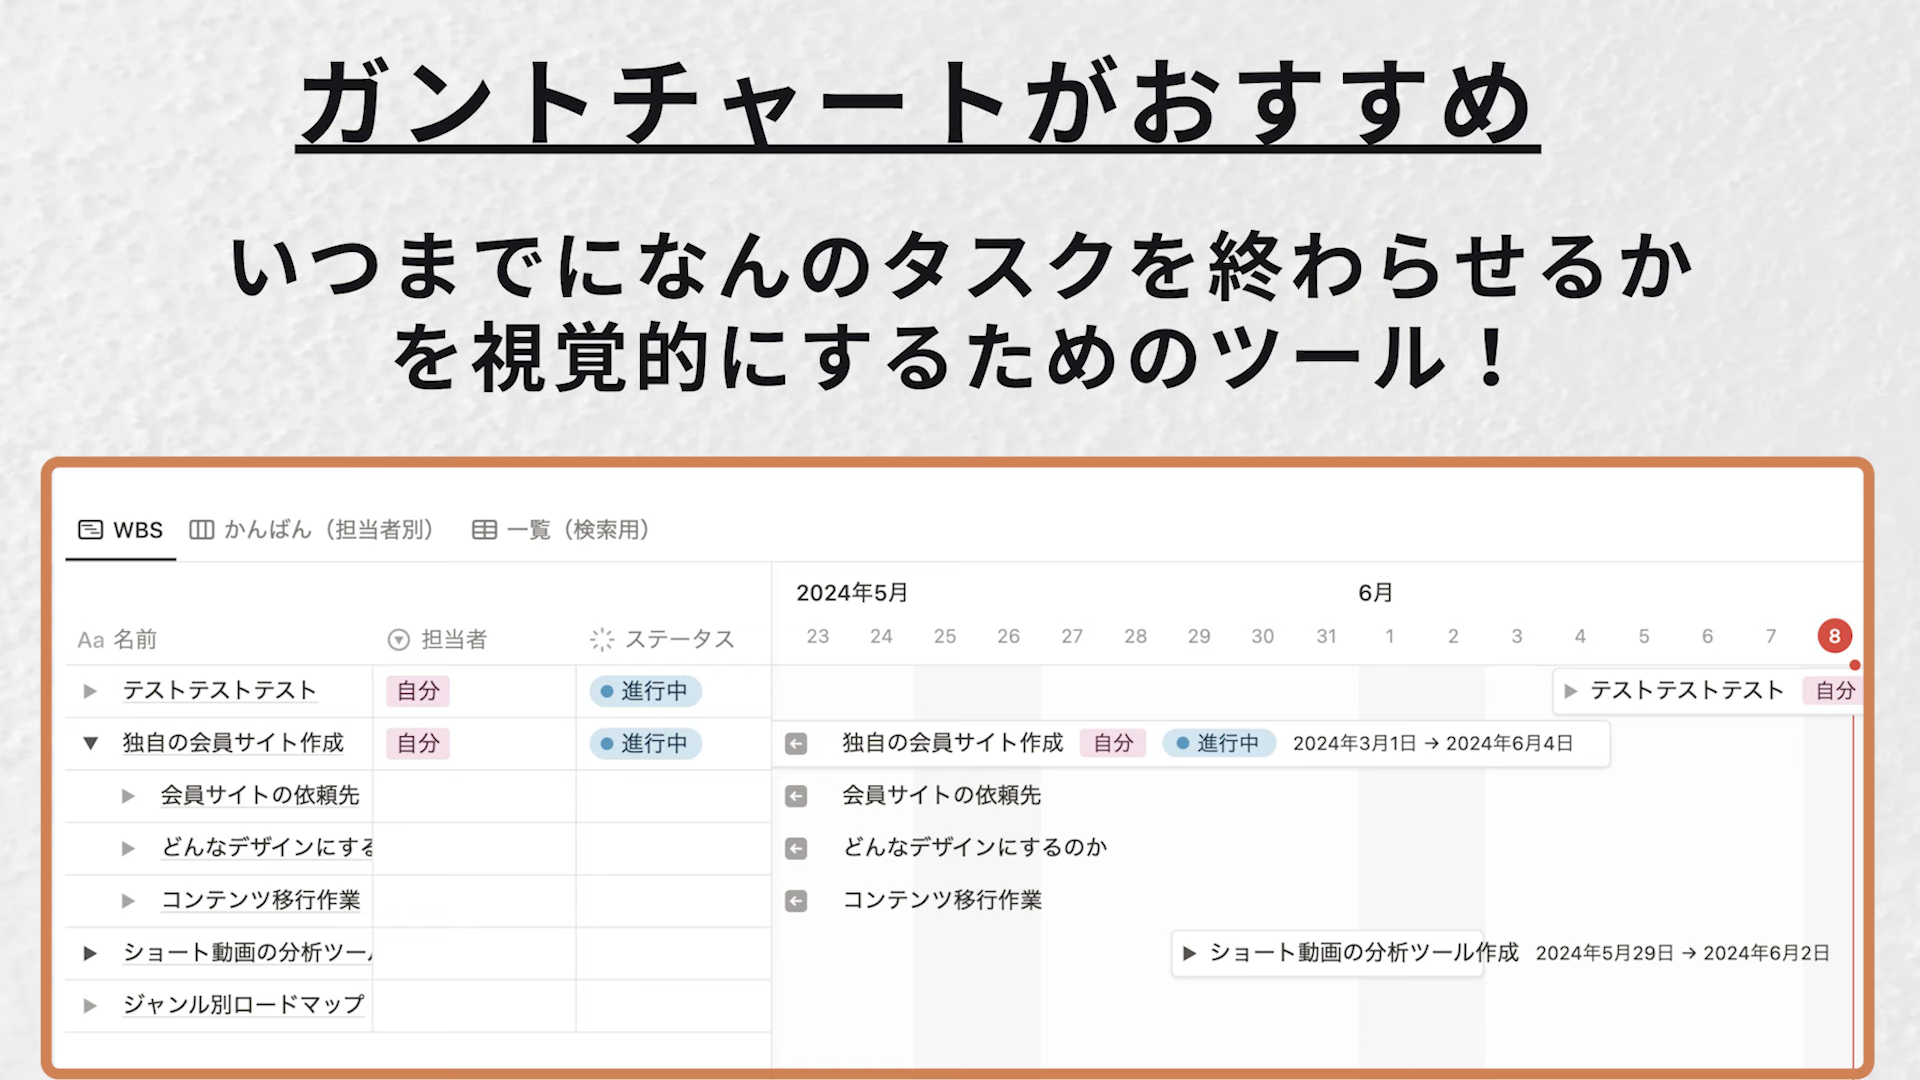 ガントチャートがおすすめ
いつまでになんのタスクを終わらせるか
を視覚的にするためのツール！
WBS かんばん（担当者別） 一覧（検索用）
2024年5月 6月
Aa 名前 担当者 ステータス 23 24 25 26 27 28 29 30 31 1 2 3 4 5 6 7 8
テストテストテスト 自分 進行中 テストテストテスト 自分
独自の会員サイト作成 自分 進行中 独自の会員サイト作成 自分 進行中 2024年3月1日 → 2024年6月4日
会員サイトの依頼先 会員サイトの依頼先
どんなデザインにする どんなデザインにするのか
コンテンツ移行作業 コンテンツ移行作業
ショート動画の分析ツー ショート動画の分析ツール作成 2024年5月29日 → 2024年6月2日
ジャンル別ロードマップ